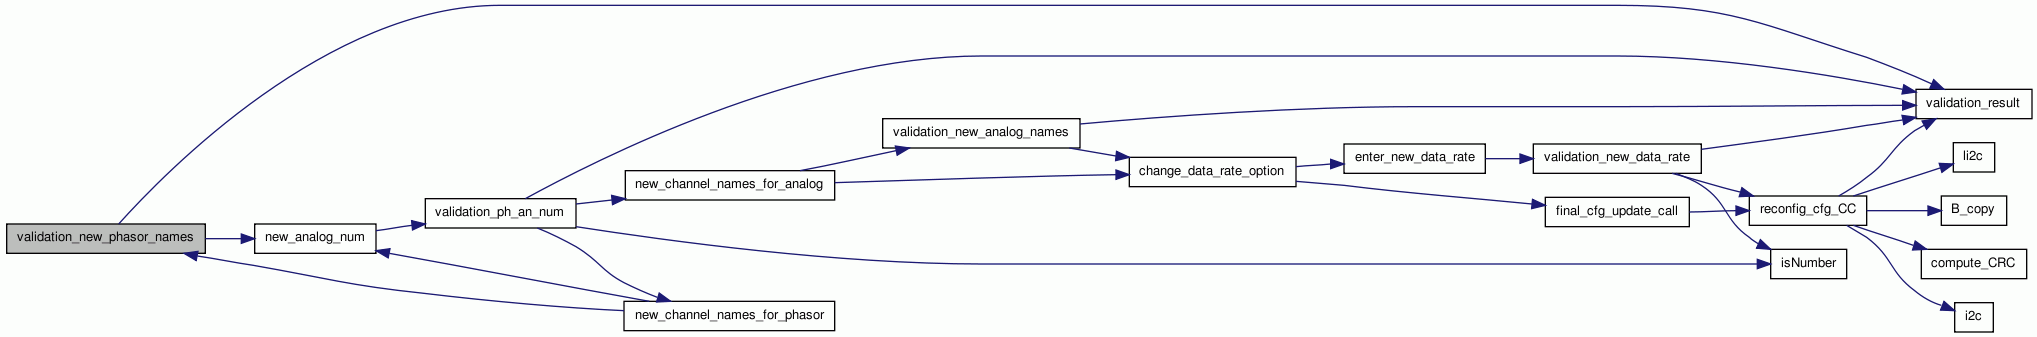 validation_new_phasor_names
new_analog_num
validation_ph_an_num
new_channel_names_for_analog
new_channel_names_for_phasor
validation_new_analog_names
change_data_rate_option
enter_new_data_rate
final_cfg_update_call
validation_new_data_rate
reconfig_cfg_CC
isNumber
validation_result
li2c
B_copy
compute_CRC
i2c